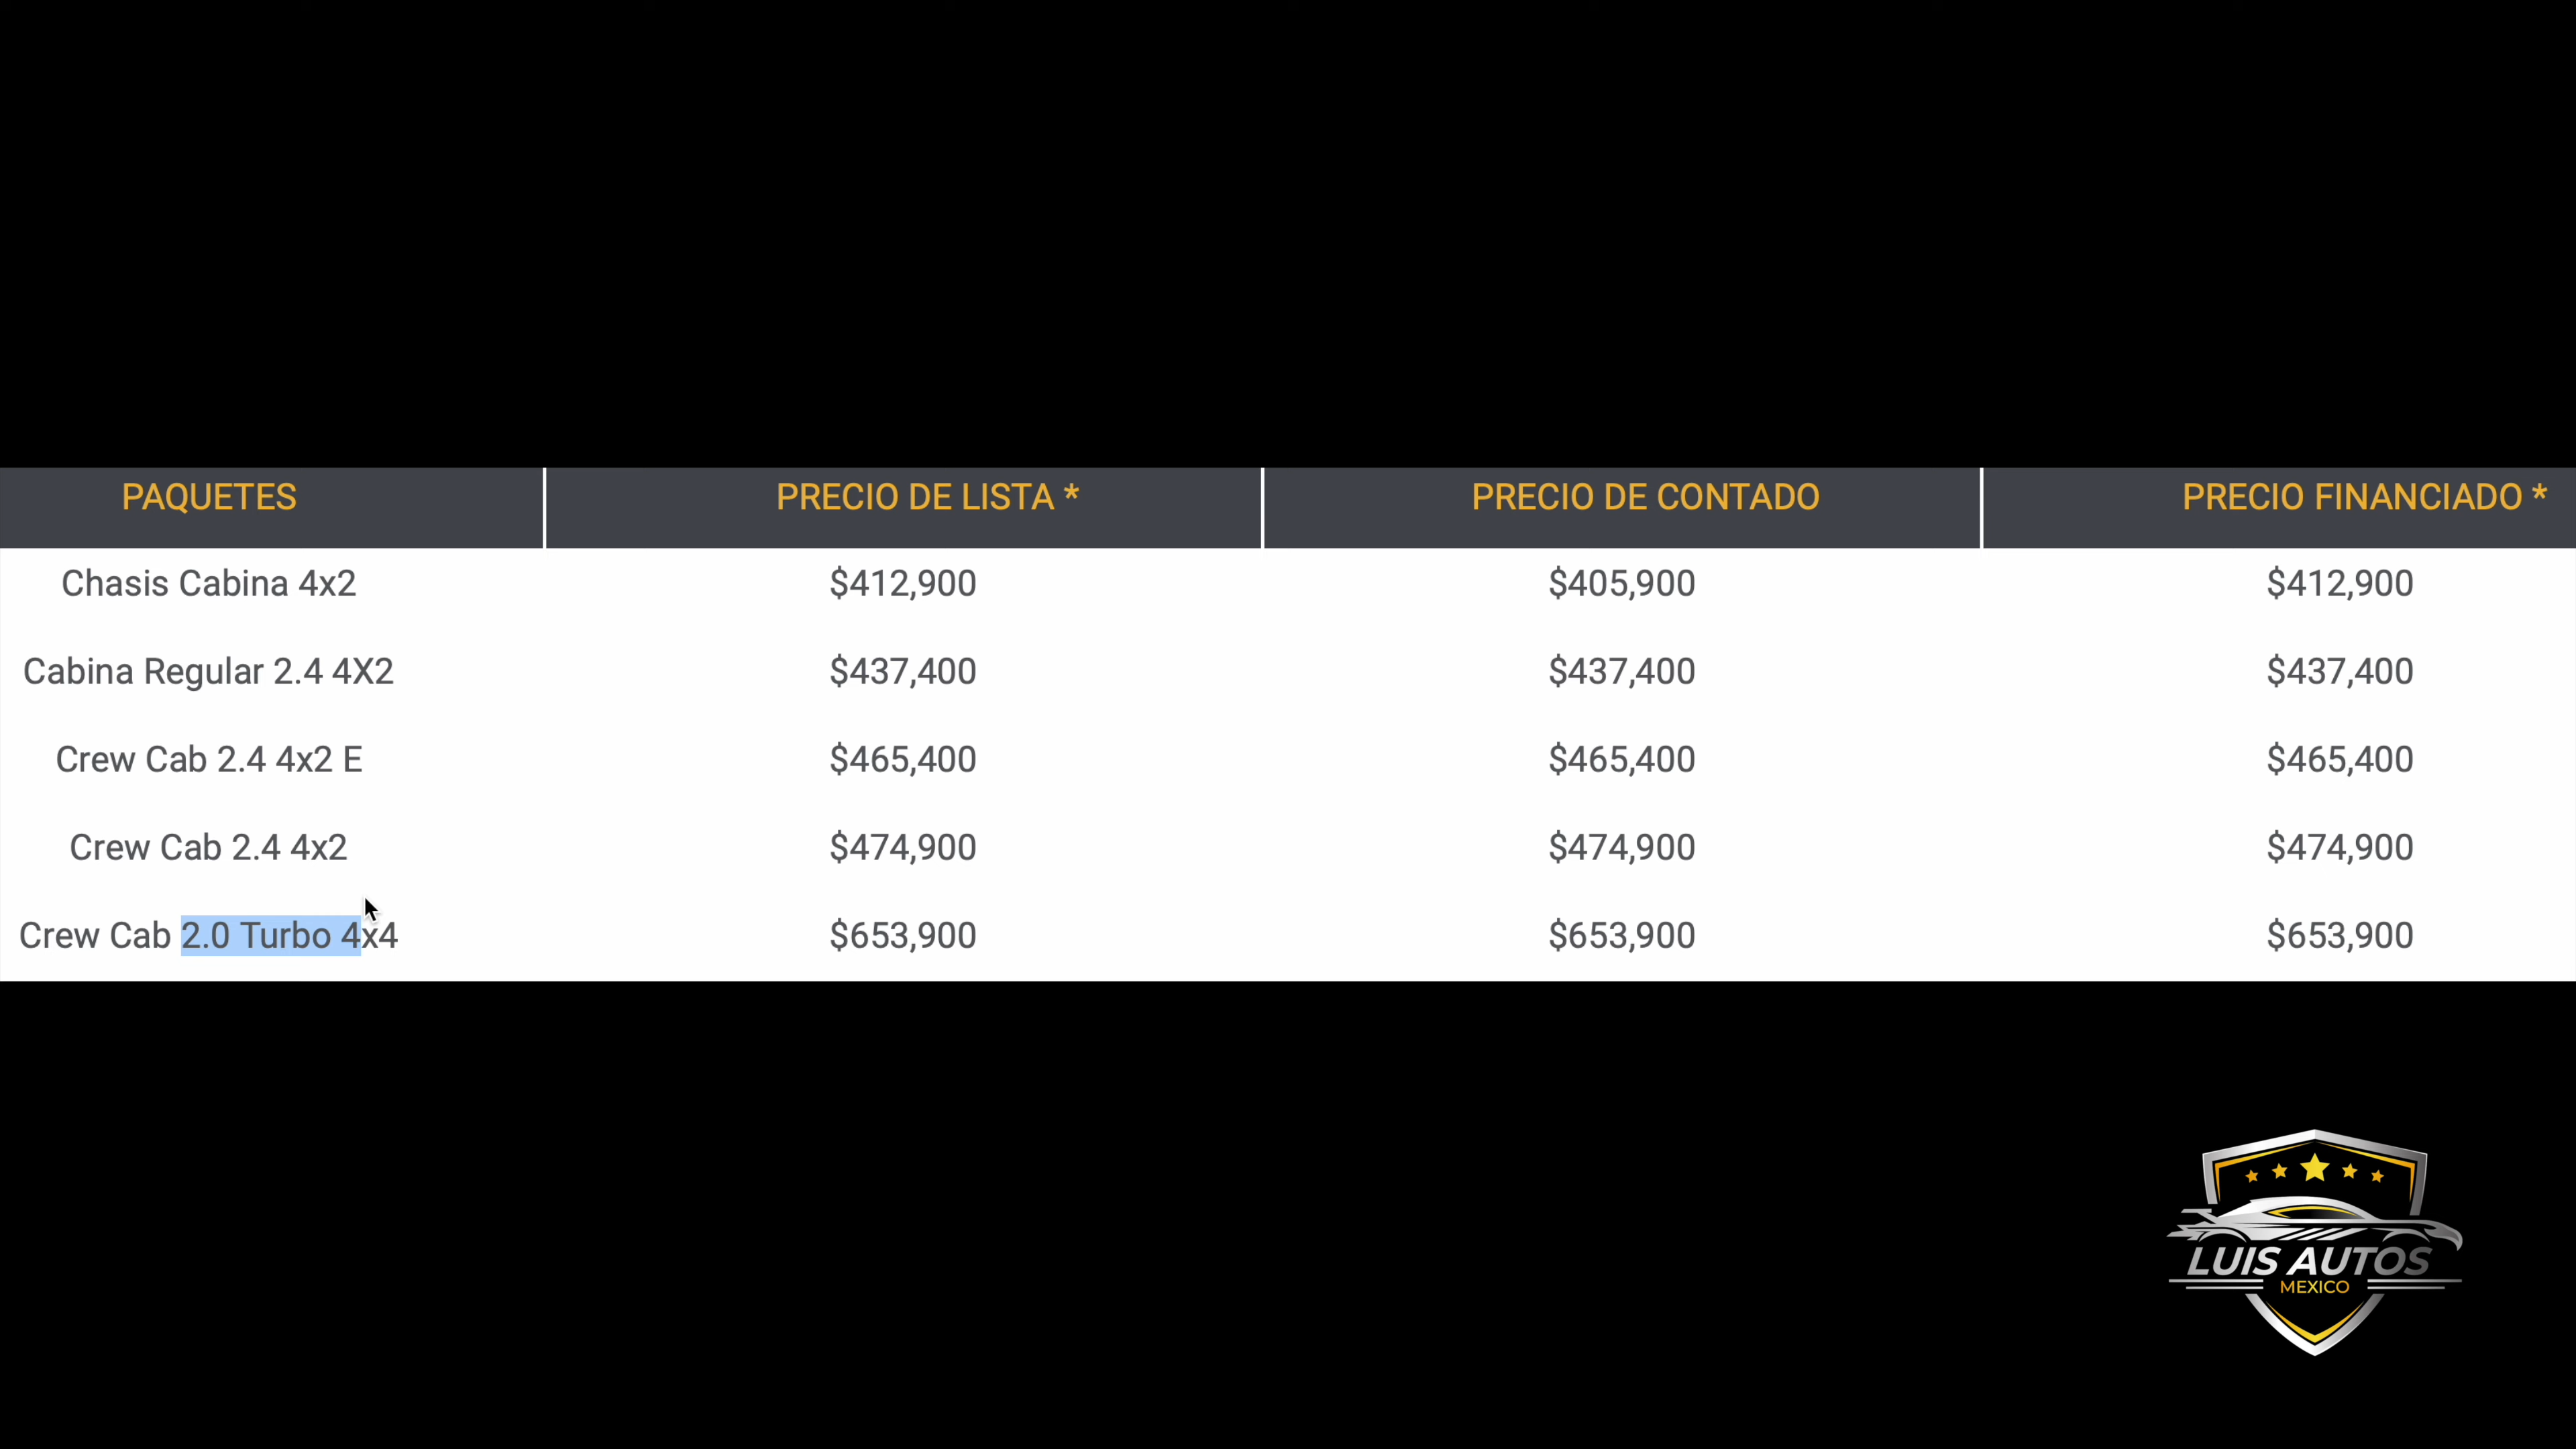 PAQUETES PRECIO DE LISTA * PRECIO DE CONTADO PRECIO FINANCIADO *
Chasis Cabina 4x2 $412,900 $405,900 $412,900
Cabina Regular 2.4 4X2 $437,400 $437,400 $437,400
Crew Cab 2.4 4x2 E $465,400 $465,400 $465,400
Crew Cab 2.4 4x2 $474,900 $474,900 $474,900
Crew Cab 2.0 Turbo 4x4 $653,900 $653,900 $653,900
LUIS AUTOS
MEXICO